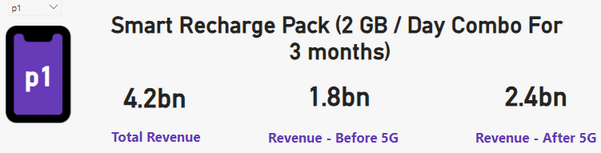 p1
Smart Recharge Pack (2 GB / Day Combo For
3 months)
p1
4.2bn
1.8bn
2.4bn
Total Revenue
Revenue - Before 5G
Revenue - After 5G